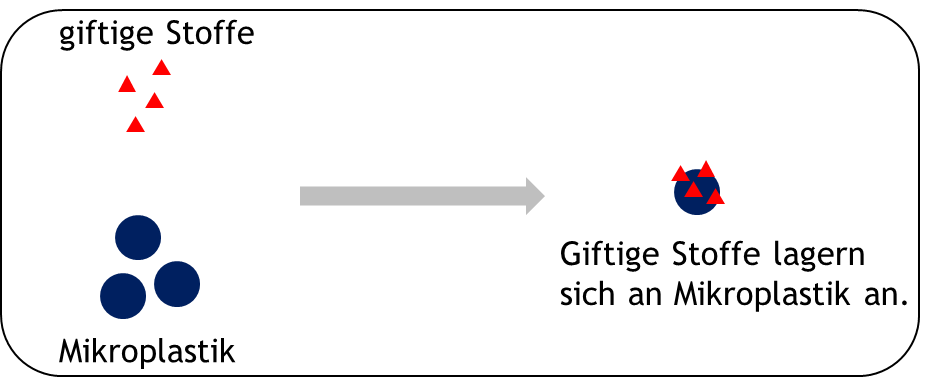 giftige Stoffe
Mikroplastik
Giftige Stoffe lagern
sich an Mikroplastik an.